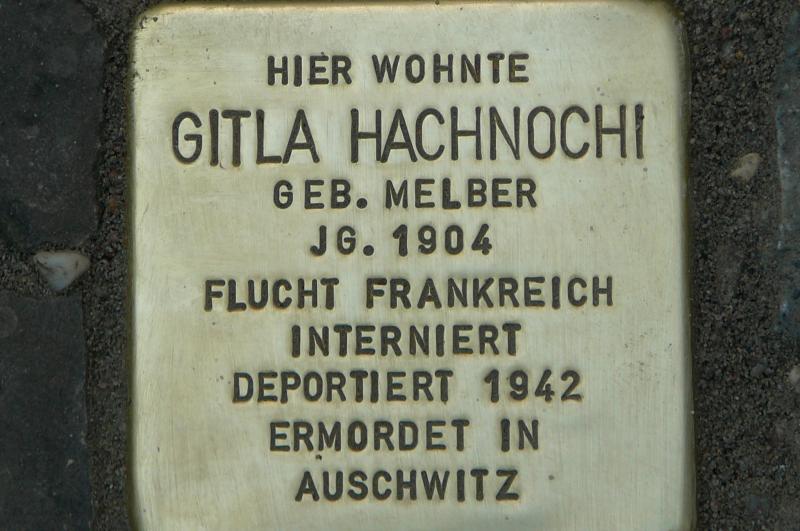 HIER WOHNTE
GITLA HACHNOCHI
GEB. MELBER
JG. 1904
FLUCHT FRANKREICH
INTERNIERT
DEPORTIERT 1942
ERMORDET IN
AUSCHWITZ